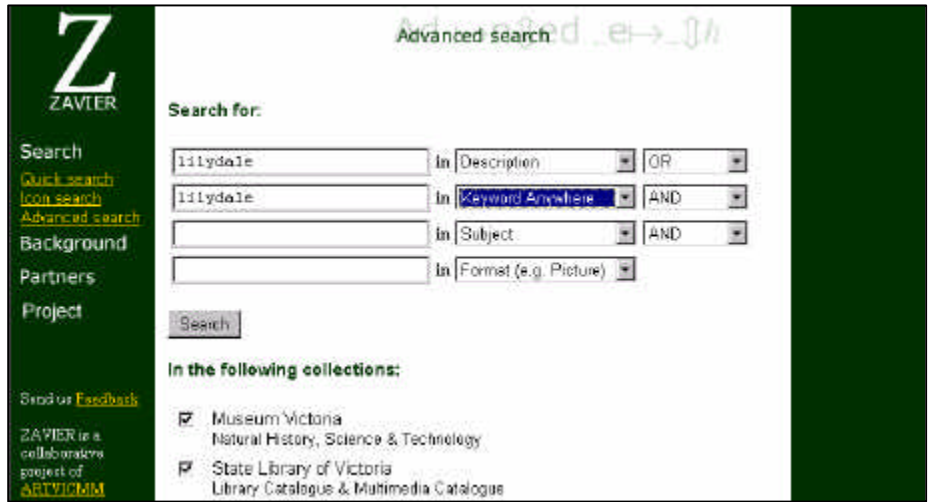 Z
ZAVIER
Search
Quick search
Icon search
Advanced search
Background
Partners
Project
Send us Feedback
ZAVIER is a
collaborative
project of
ARTVICMM
Advanced search
Search for:
lilydale in Description OR
lilydale in Keyword Anywhere AND
in Subject AND
in Format (e.g. Picture)
Search
In the following collections:
Museum Victoria
Natural History, Science & Technology
State Library of Victoria
Library Catalogue & Multimedia Catalogue